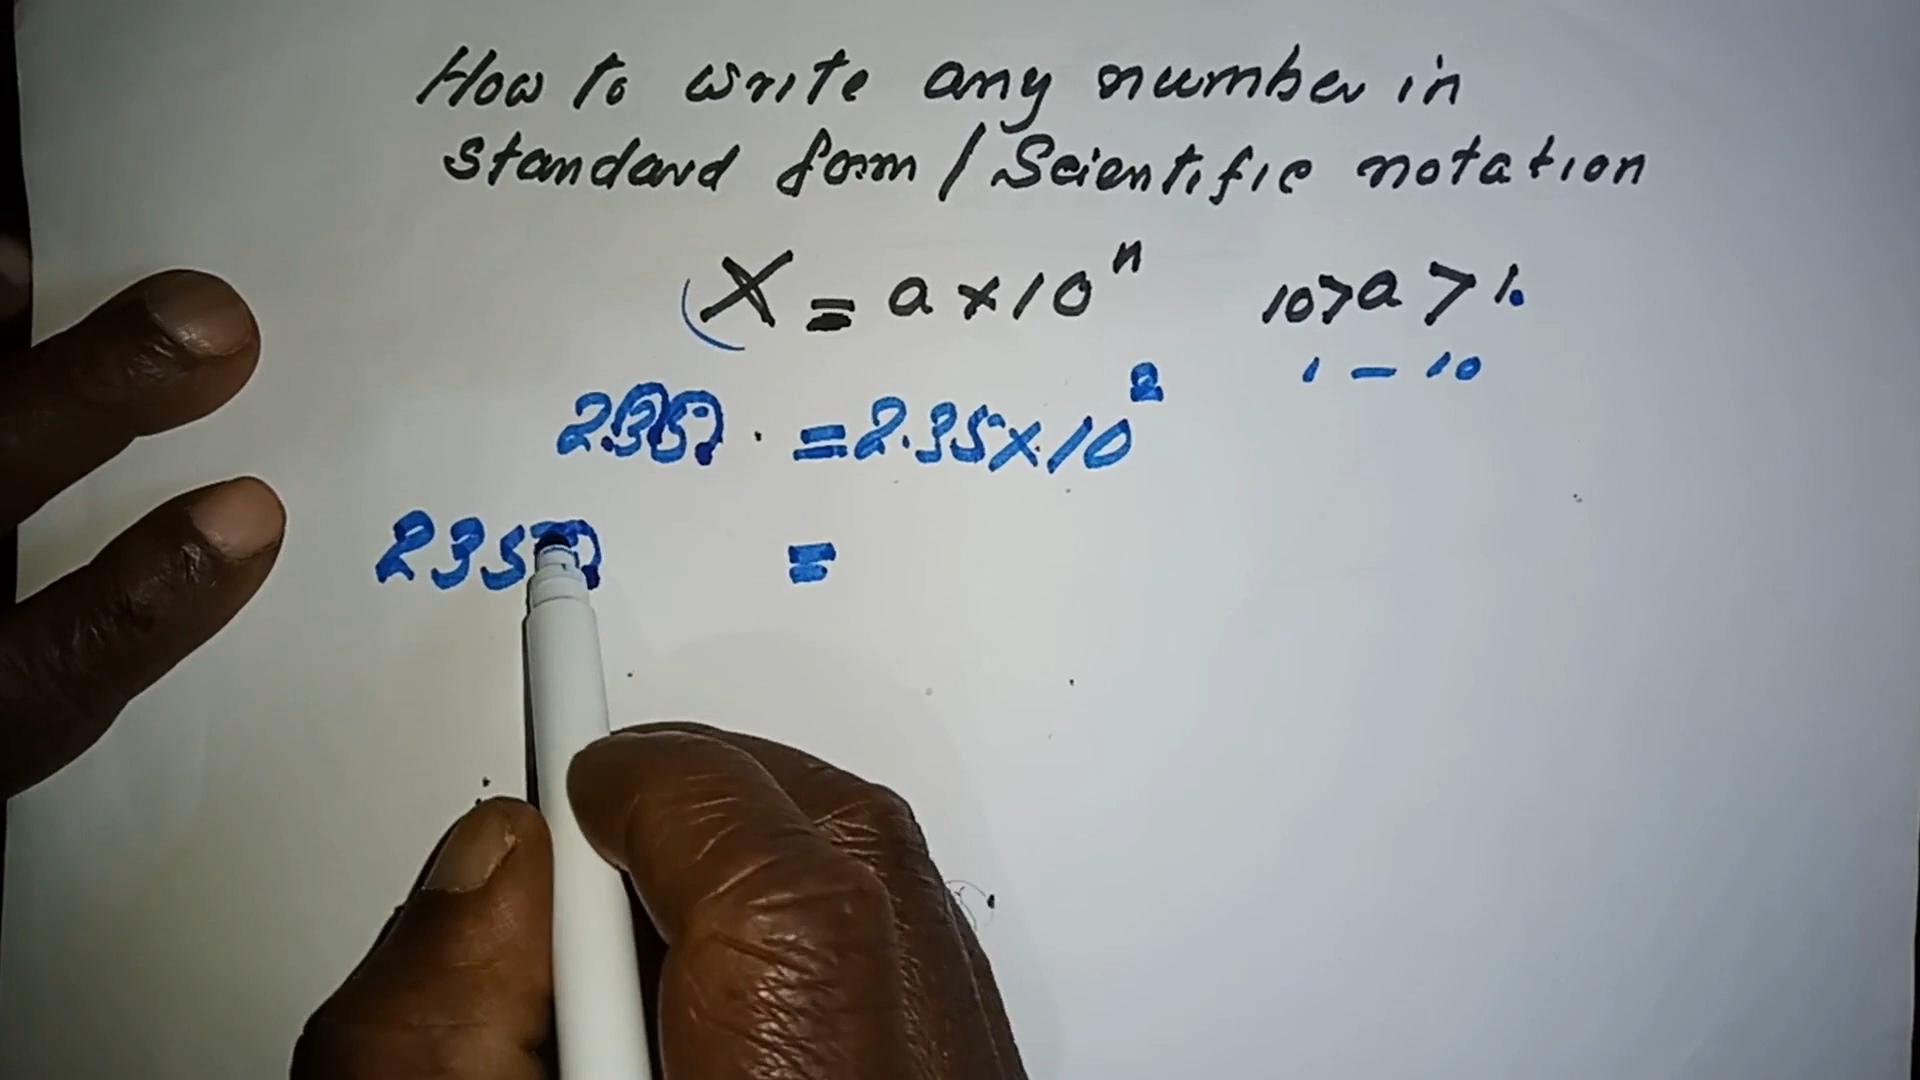 How to write any number in
standard form / Scientific notation
X = a × 10ⁿ 10 > a > 1.
1 - 10
235 . = 2.35 × 10²
235 =